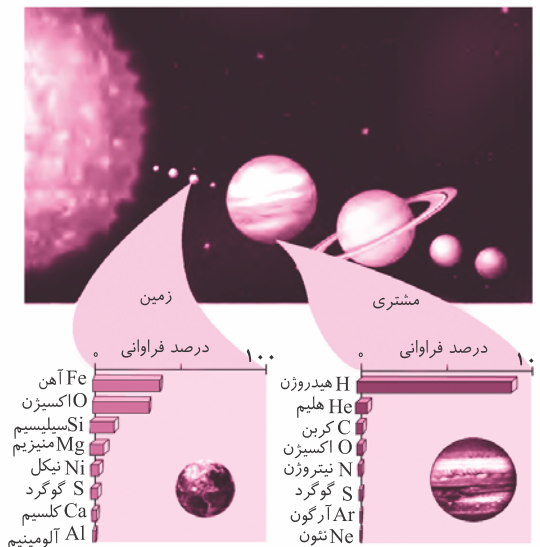 زمین
مشتری
۰ درصد فراوانی ۱۰۰
Fe آهن
O اکسیژن
Si سیلیسیم
Mg منیزیم
Ni نیکل
S گوگرد
Ca کلسیم
Al آلومینیم
۰ درصد فراوانی ۱۰
H هیدروژن
He هلیم
C کربن
O اکسیژن
N نیتروژن
S گوگرد
Ar آرگون
Ne نئون